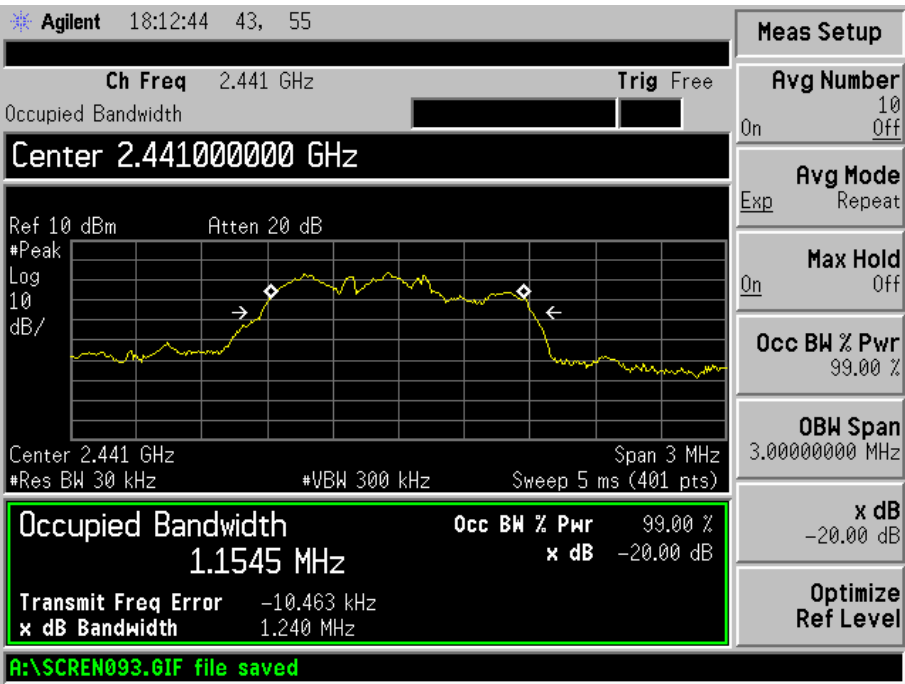 Agilent 18:12:44 43, 55
Meas Setup
Ch Freq 2.441 GHz Trig Free
Occupied Bandwidth
Center 2.441000000 GHz
Ref 10 dBm Atten 20 dB
#Peak
Log
10
dB/
Center 2.441 GHz Span 3 MHz
#Res BW 30 kHz #VBW 300 kHz Sweep 5 ms (401 pts)
Occupied Bandwidth Occ BW % Pwr 99.00 %
1.1545 MHz x dB -20.00 dB
Transmit Freq Error -10.463 kHz
x dB Bandwidth 1.240 MHz
A:\SCREN093.GIF file saved
Avg Number
10
On Off
Avg Mode
Exp Repeat
Max Hold
On Off
Occ BW % Pwr
99.00 %
OBW Span
3.00000000 MHz
x dB
-20.00 dB
Optimize
Ref Level